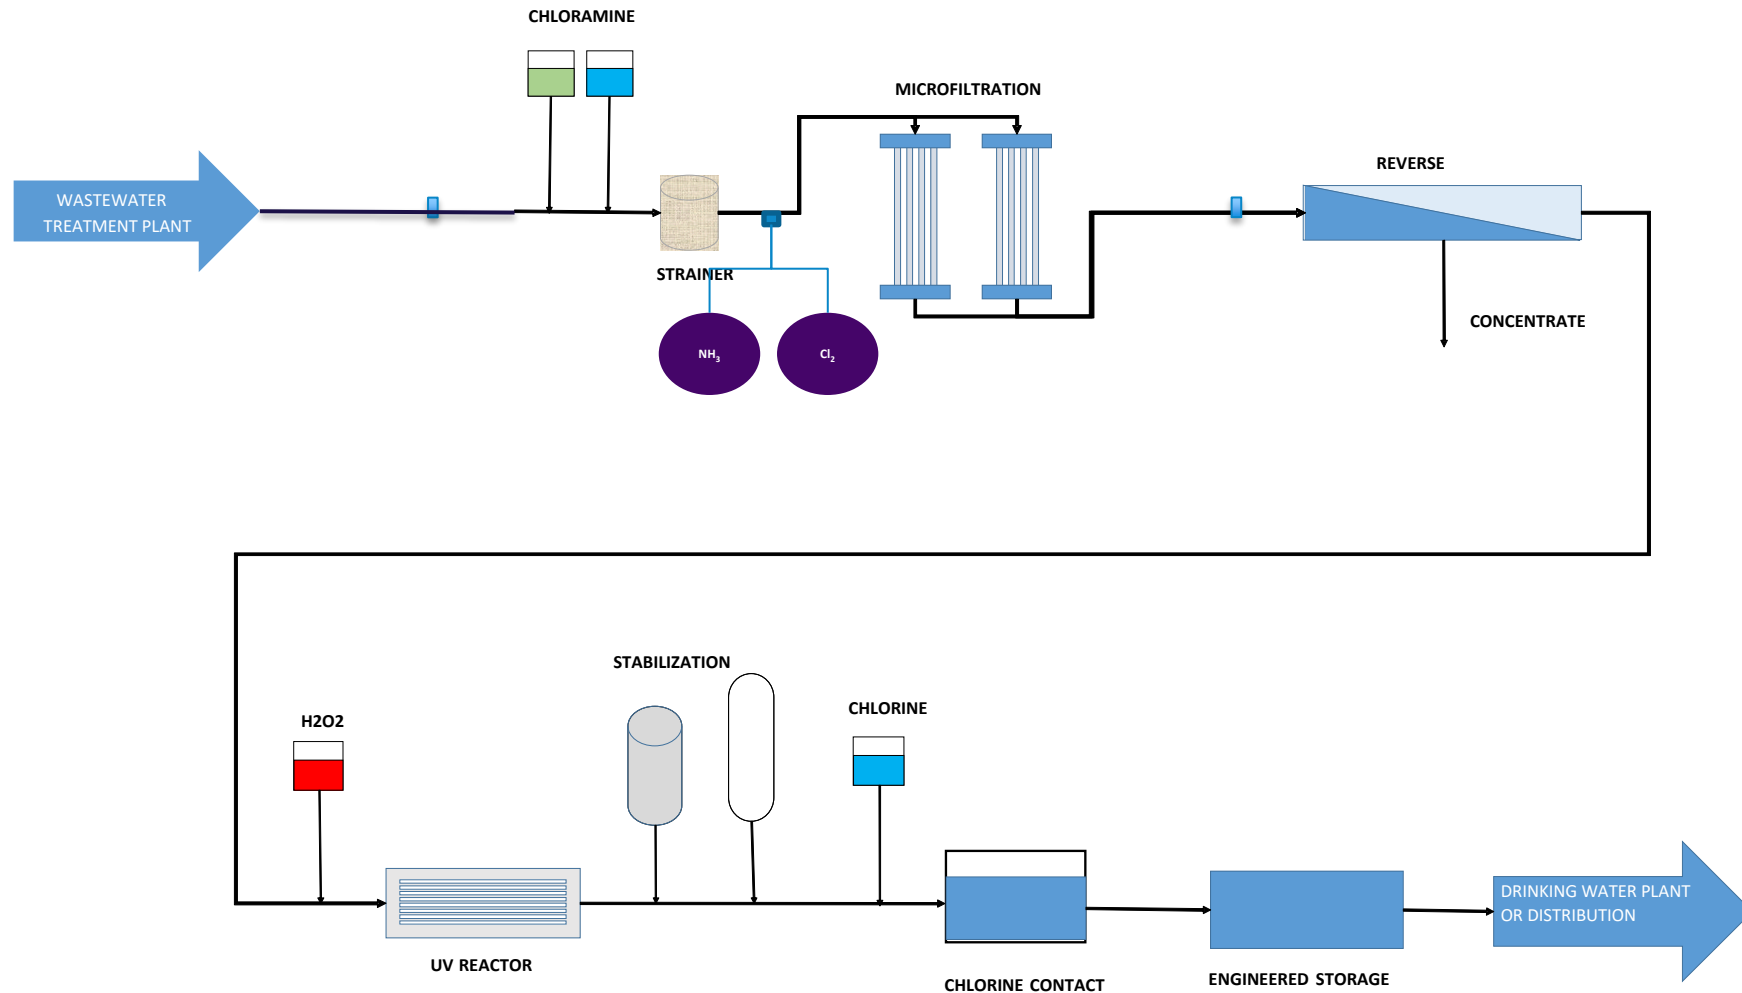 CHLORAMINE
MICROFILTRATION
REVERSE
WASTEWATER
TREATMENT PLANT
STRAINER
CONCENTRATE
NH₃
Cl₂
STABILIZATION
H2O2
CHLORINE
DRINKING WATER PLANT
OR DISTRIBUTION
UV REACTOR
CHLORINE CONTACT
ENGINEERED STORAGE